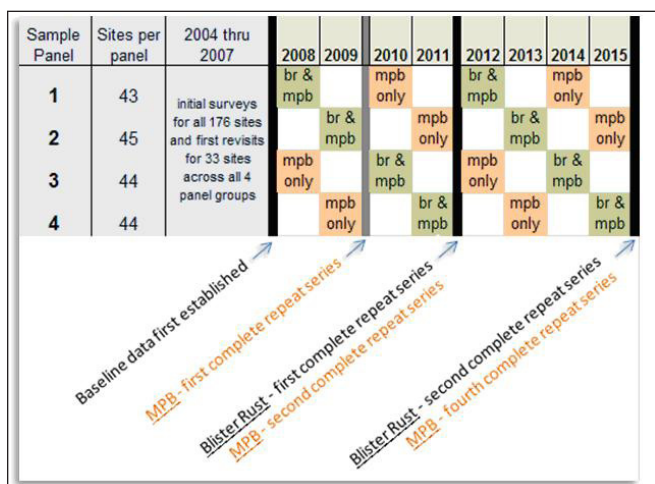 Sample Sites per 2004 thru
Panel panel 2007 2008 2009 2010 2011 2012 2013 2014 2015
1 43 br & mpb mpb only br & mpb mpb only
2 45 br & mpb mpb only br & mpb mpb only
3 44 mpb only br & mpb mpb only br & mpb
4 44 mpb only br & mpb mpb only br & mpb
initial surveys
for all 176 sites
and first revisits
for 33 sites
across all 4
panel groups
Baseline data first established
MPB - first complete repeat series
Blister Rust - first complete repeat series
MPB - second complete repeat series
Blister Rust - second complete repeat series
MPB - fourth complete repeat series